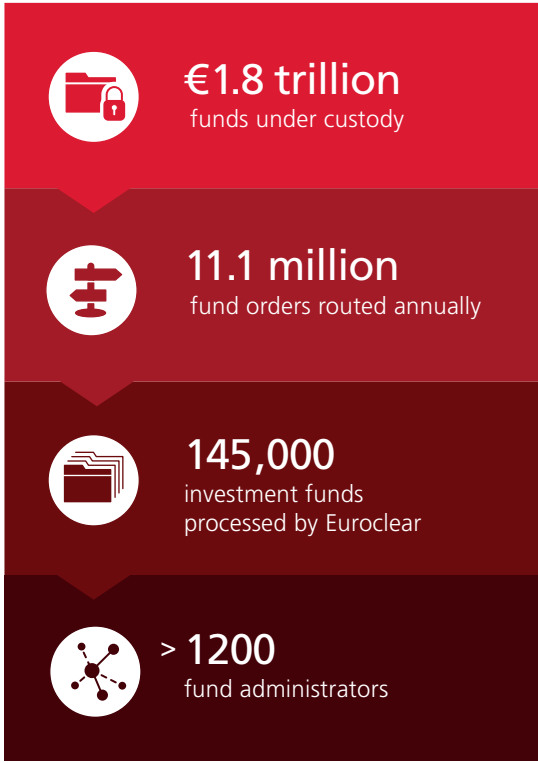 €1.8 trillion
funds under custody
11.1 million
fund orders routed annually
145,000
investment funds
processed by Euroclear
> 1200
fund administrators